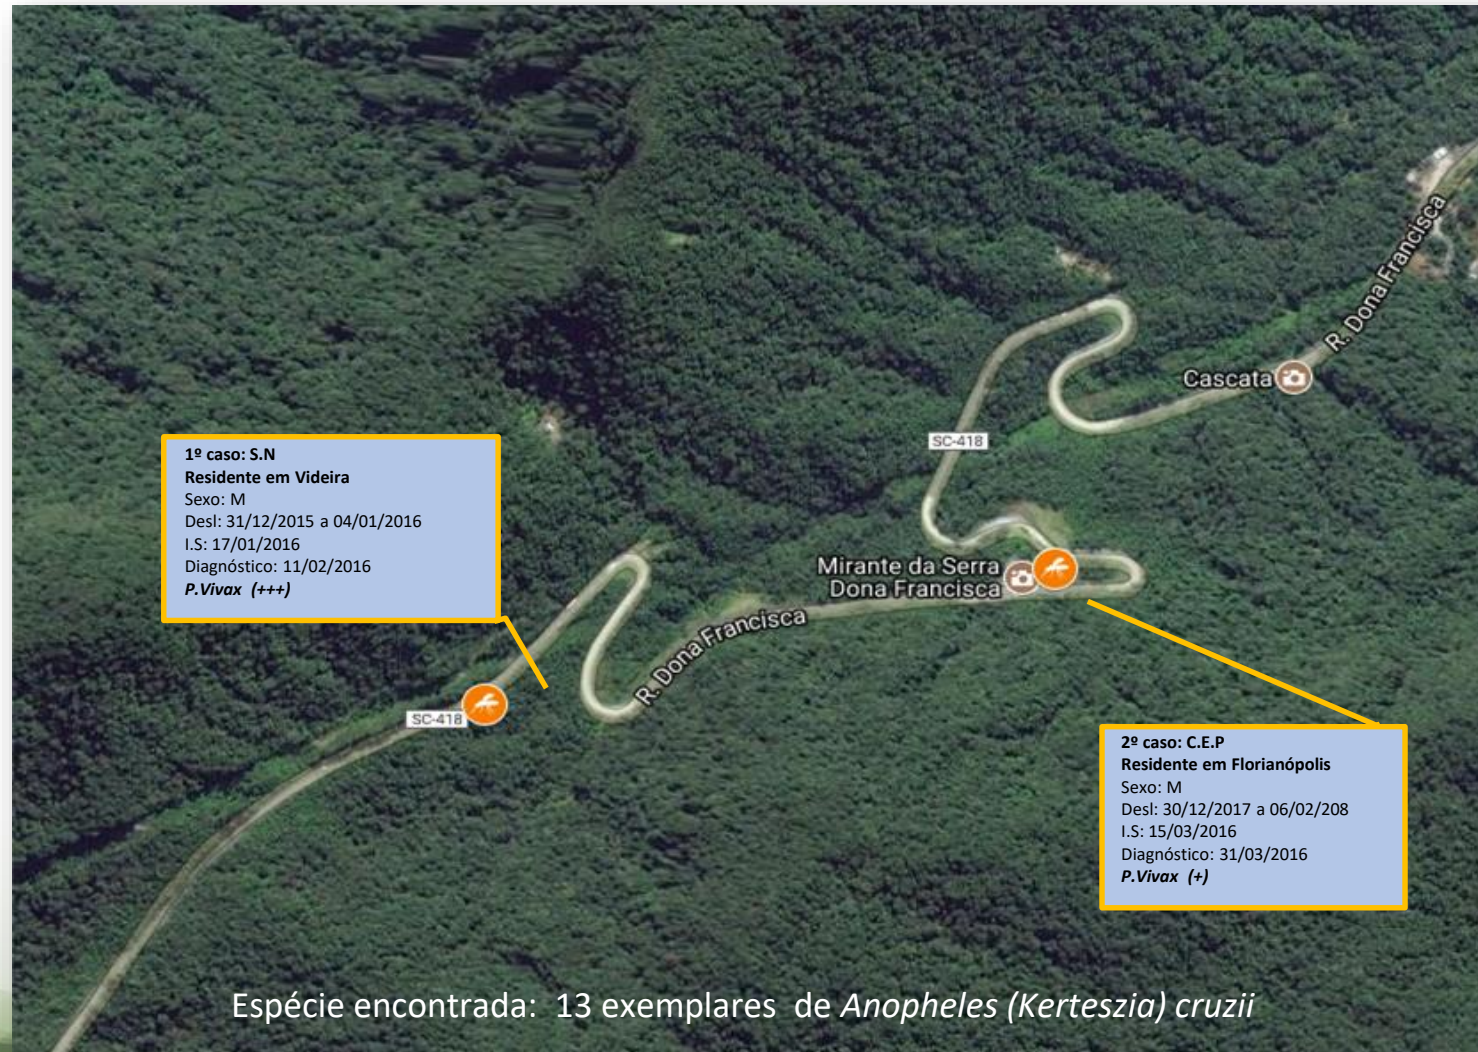 R. Dona Francisca
Cascata
SC-418
1º caso: S.N
Residente em Videira
Sexo: M
Desl: 31/12/2015 a 04/01/2016
I.S: 17/01/2016
Diagnóstico: 11/02/2016
P.Vivax (+++)
Mirante da Serra
Dona Francisca
R. Dona Francisca
SC-418
2º caso: C.E.P
Residente em Florianópolis
Sexo: M
Desl: 30/12/2017 a 06/02/208
I.S: 15/03/2016
Diagnóstico: 31/03/2016
P.Vivax (+)
Espécie encontrada: 13 exemplares de Anopheles (Kerteszia) cruzii